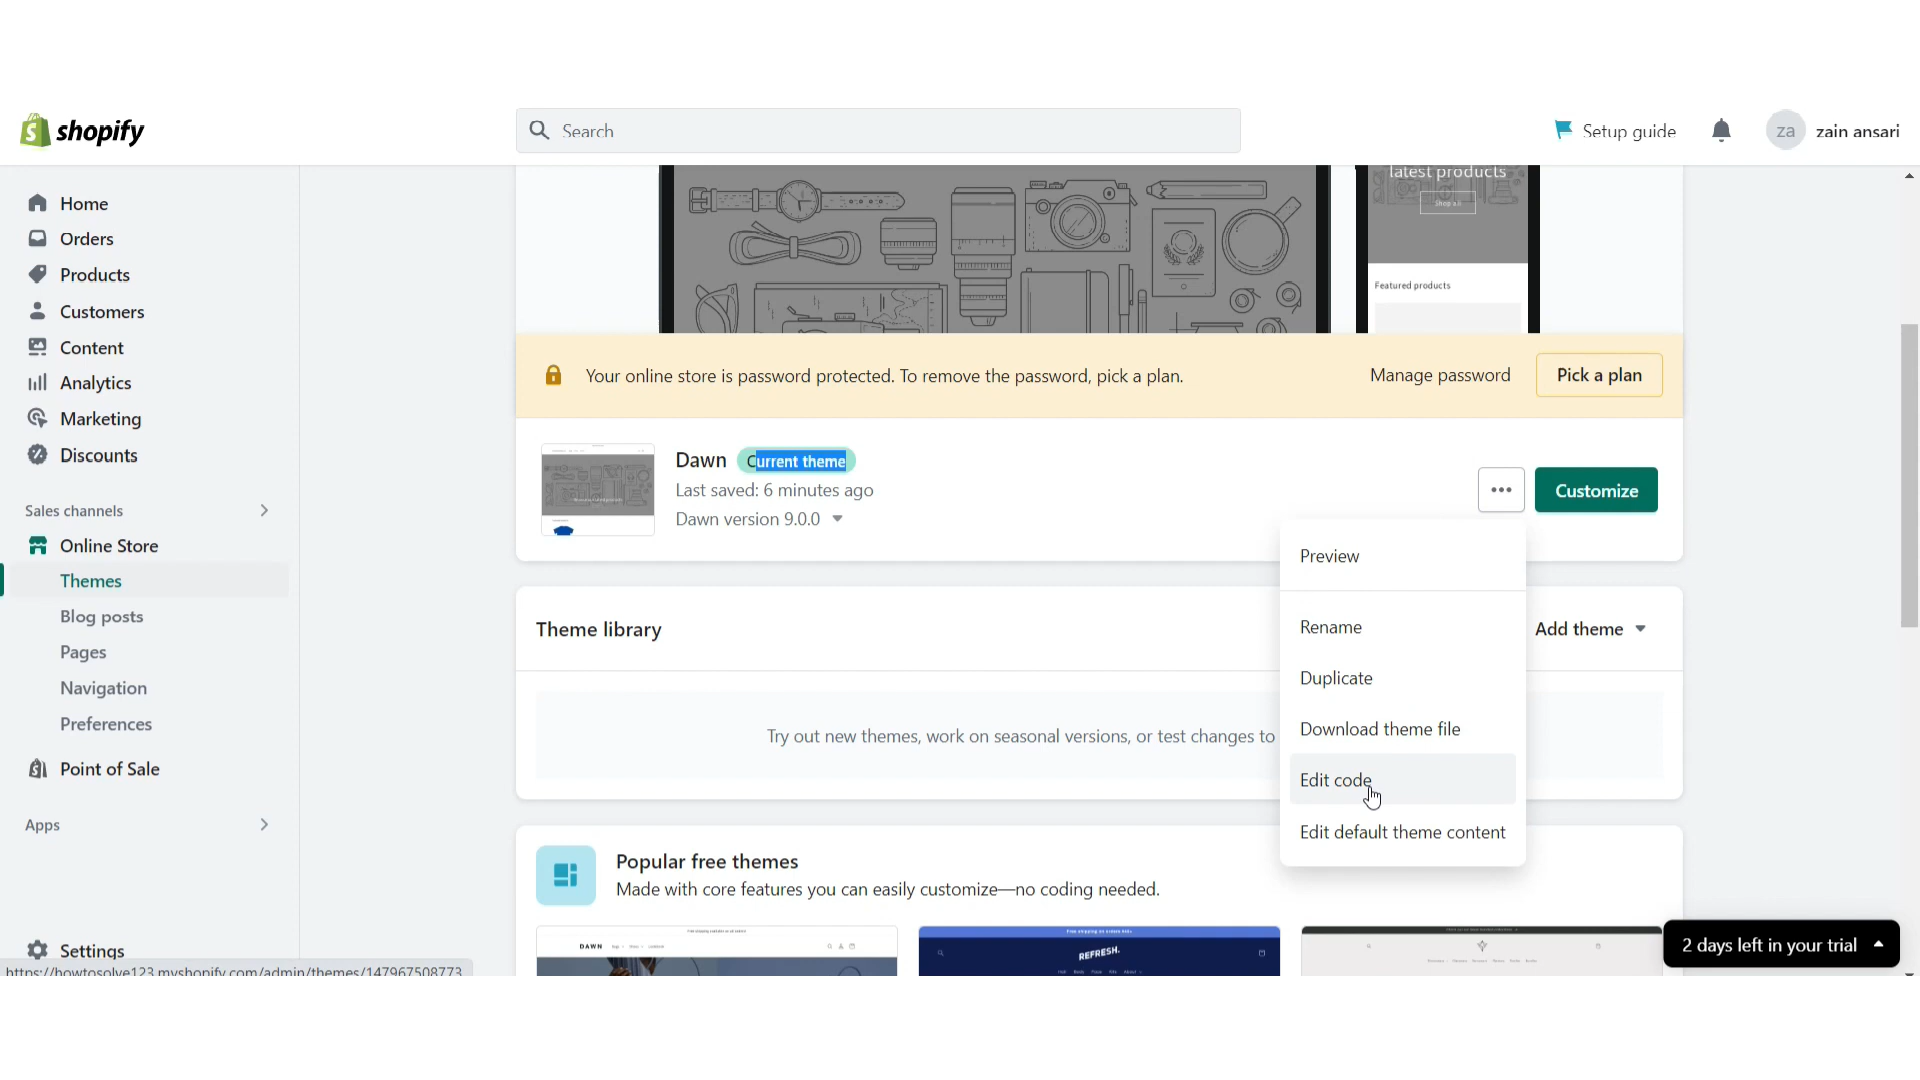 shopify
Search
Setup guide
za
zain ansari
Home
Orders
Products
Customers
Content
Analytics
Marketing
Discounts
Sales channels
Online Store
Themes
Blog posts
Pages
Navigation
Preferences
Point of Sale
Apps
Settings
https://howtosolve123.myshopify.com/admin/themes/147967508773
latest products
Shop all
Featured products
Your online store is password protected. To remove the password, pick a plan.
Manage password
Pick a plan
Dawn
Current theme
Last saved: 6 minutes ago
Dawn version 9.0.0
Customize
Preview
Rename
Duplicate
Download theme file
Edit code
Edit default theme content
Theme library
Add theme
Try out new themes, work on seasonal versions, or test changes to
Popular free themes
Made with core features you can easily customize—no coding needed.
DAWN
REFRESH.
2 days left in your trial